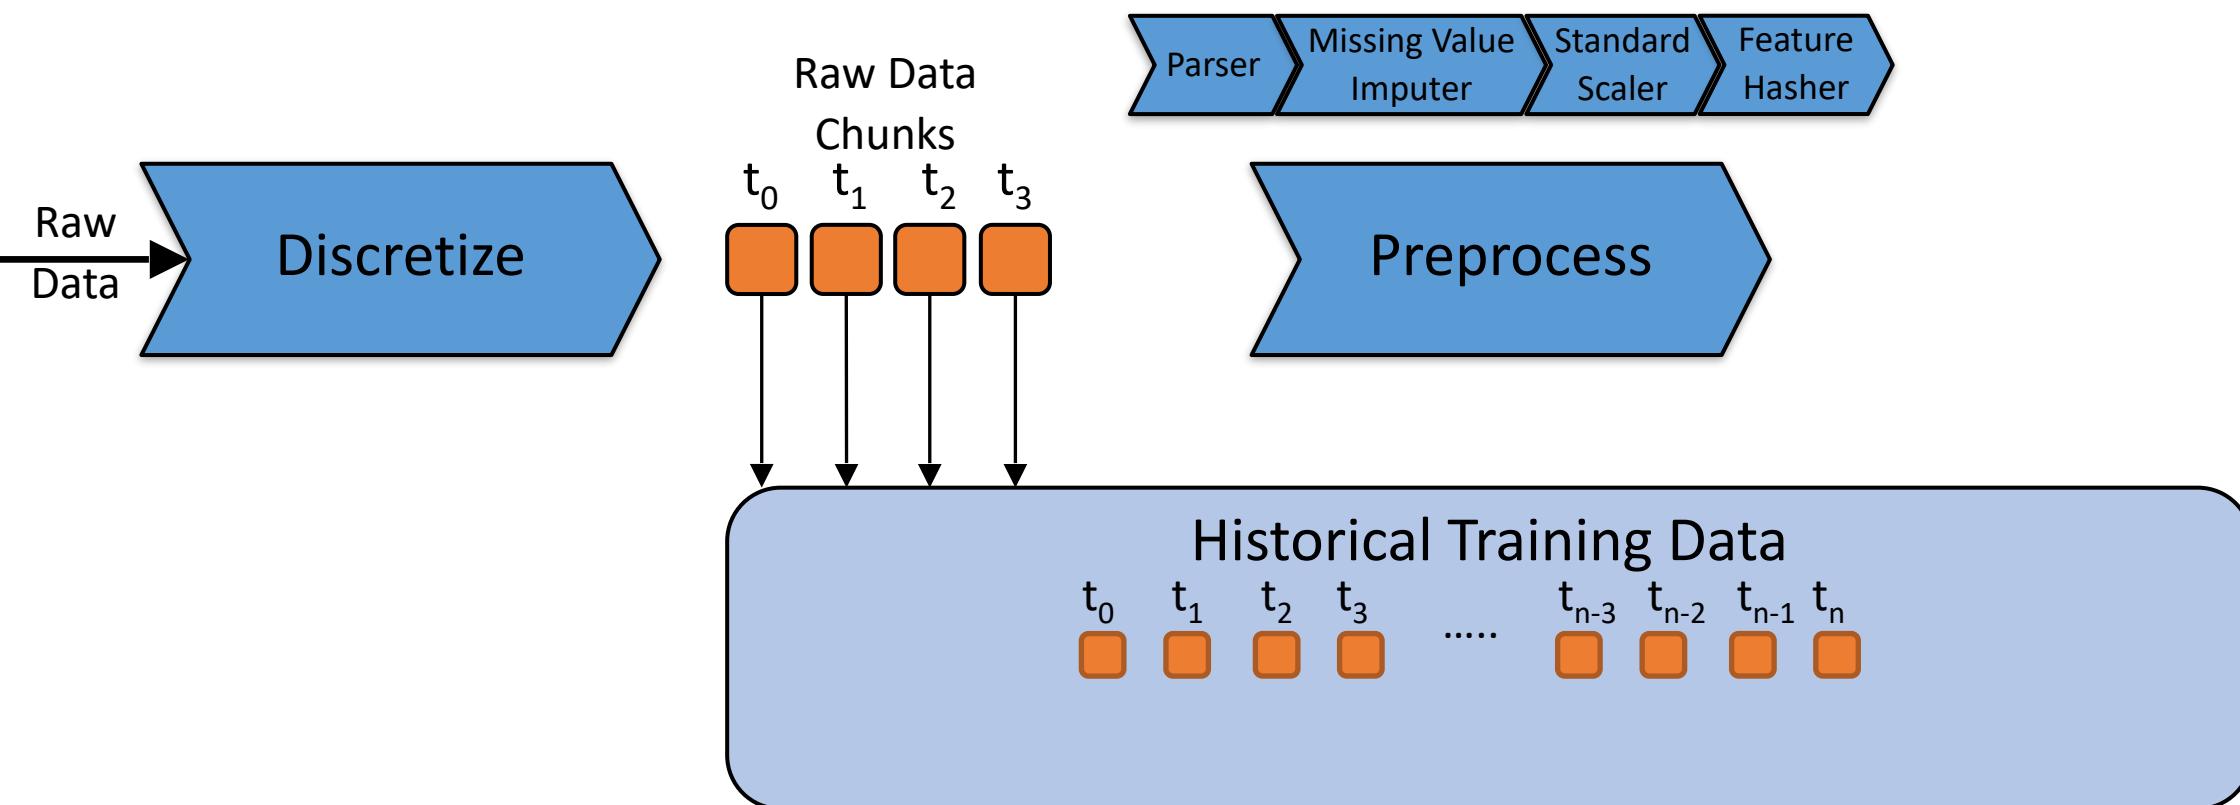 Raw
Data
Discretize
Raw Data
Chunks
t0 t1 t2 t3
Parser
Missing Value
Imputer
Standard
Scaler
Feature
Hasher
Preprocess
Historical Training Data
t0 t1 t2 t3 ..... tn-3 tn-2 tn-1 tn